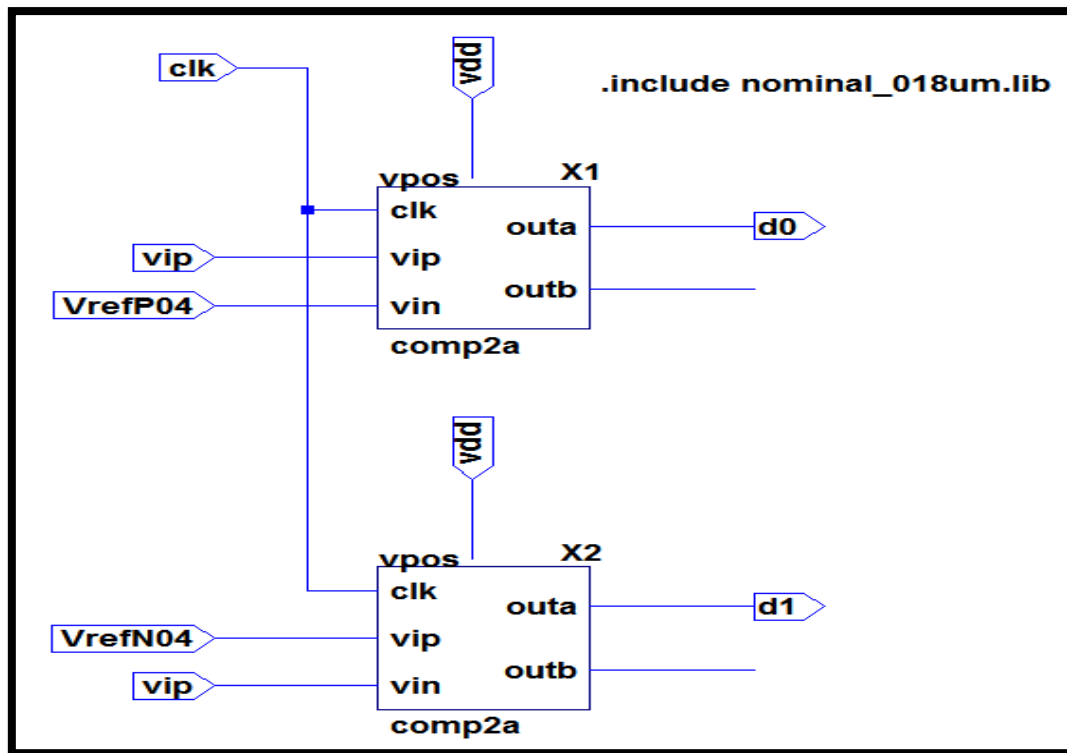 clk
vdd
.include nominal_018um.lib
vpos
X1
clk
outa
d0
vip
vip
VrefP04
vin
outb
comp2a
vdd
vpos
X2
clk
outa
d1
VrefN04
vip
outb
vip
vin
comp2a